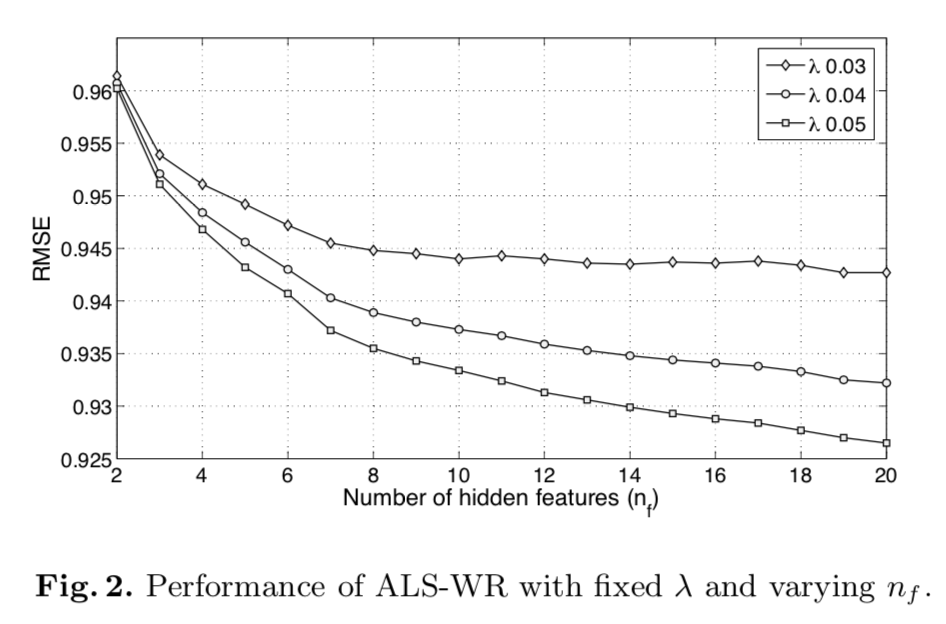 0.96
0.955
0.95
0.945
0.94
0.935
0.93
0.925
RMSE
λ 0.03
λ 0.04
λ 0.05
2 4 6 8 10 12 14 16 18 20
Number of hidden features (n_f)
Fig. 2. Performance of ALS-WR with fixed λ and varying n_f.